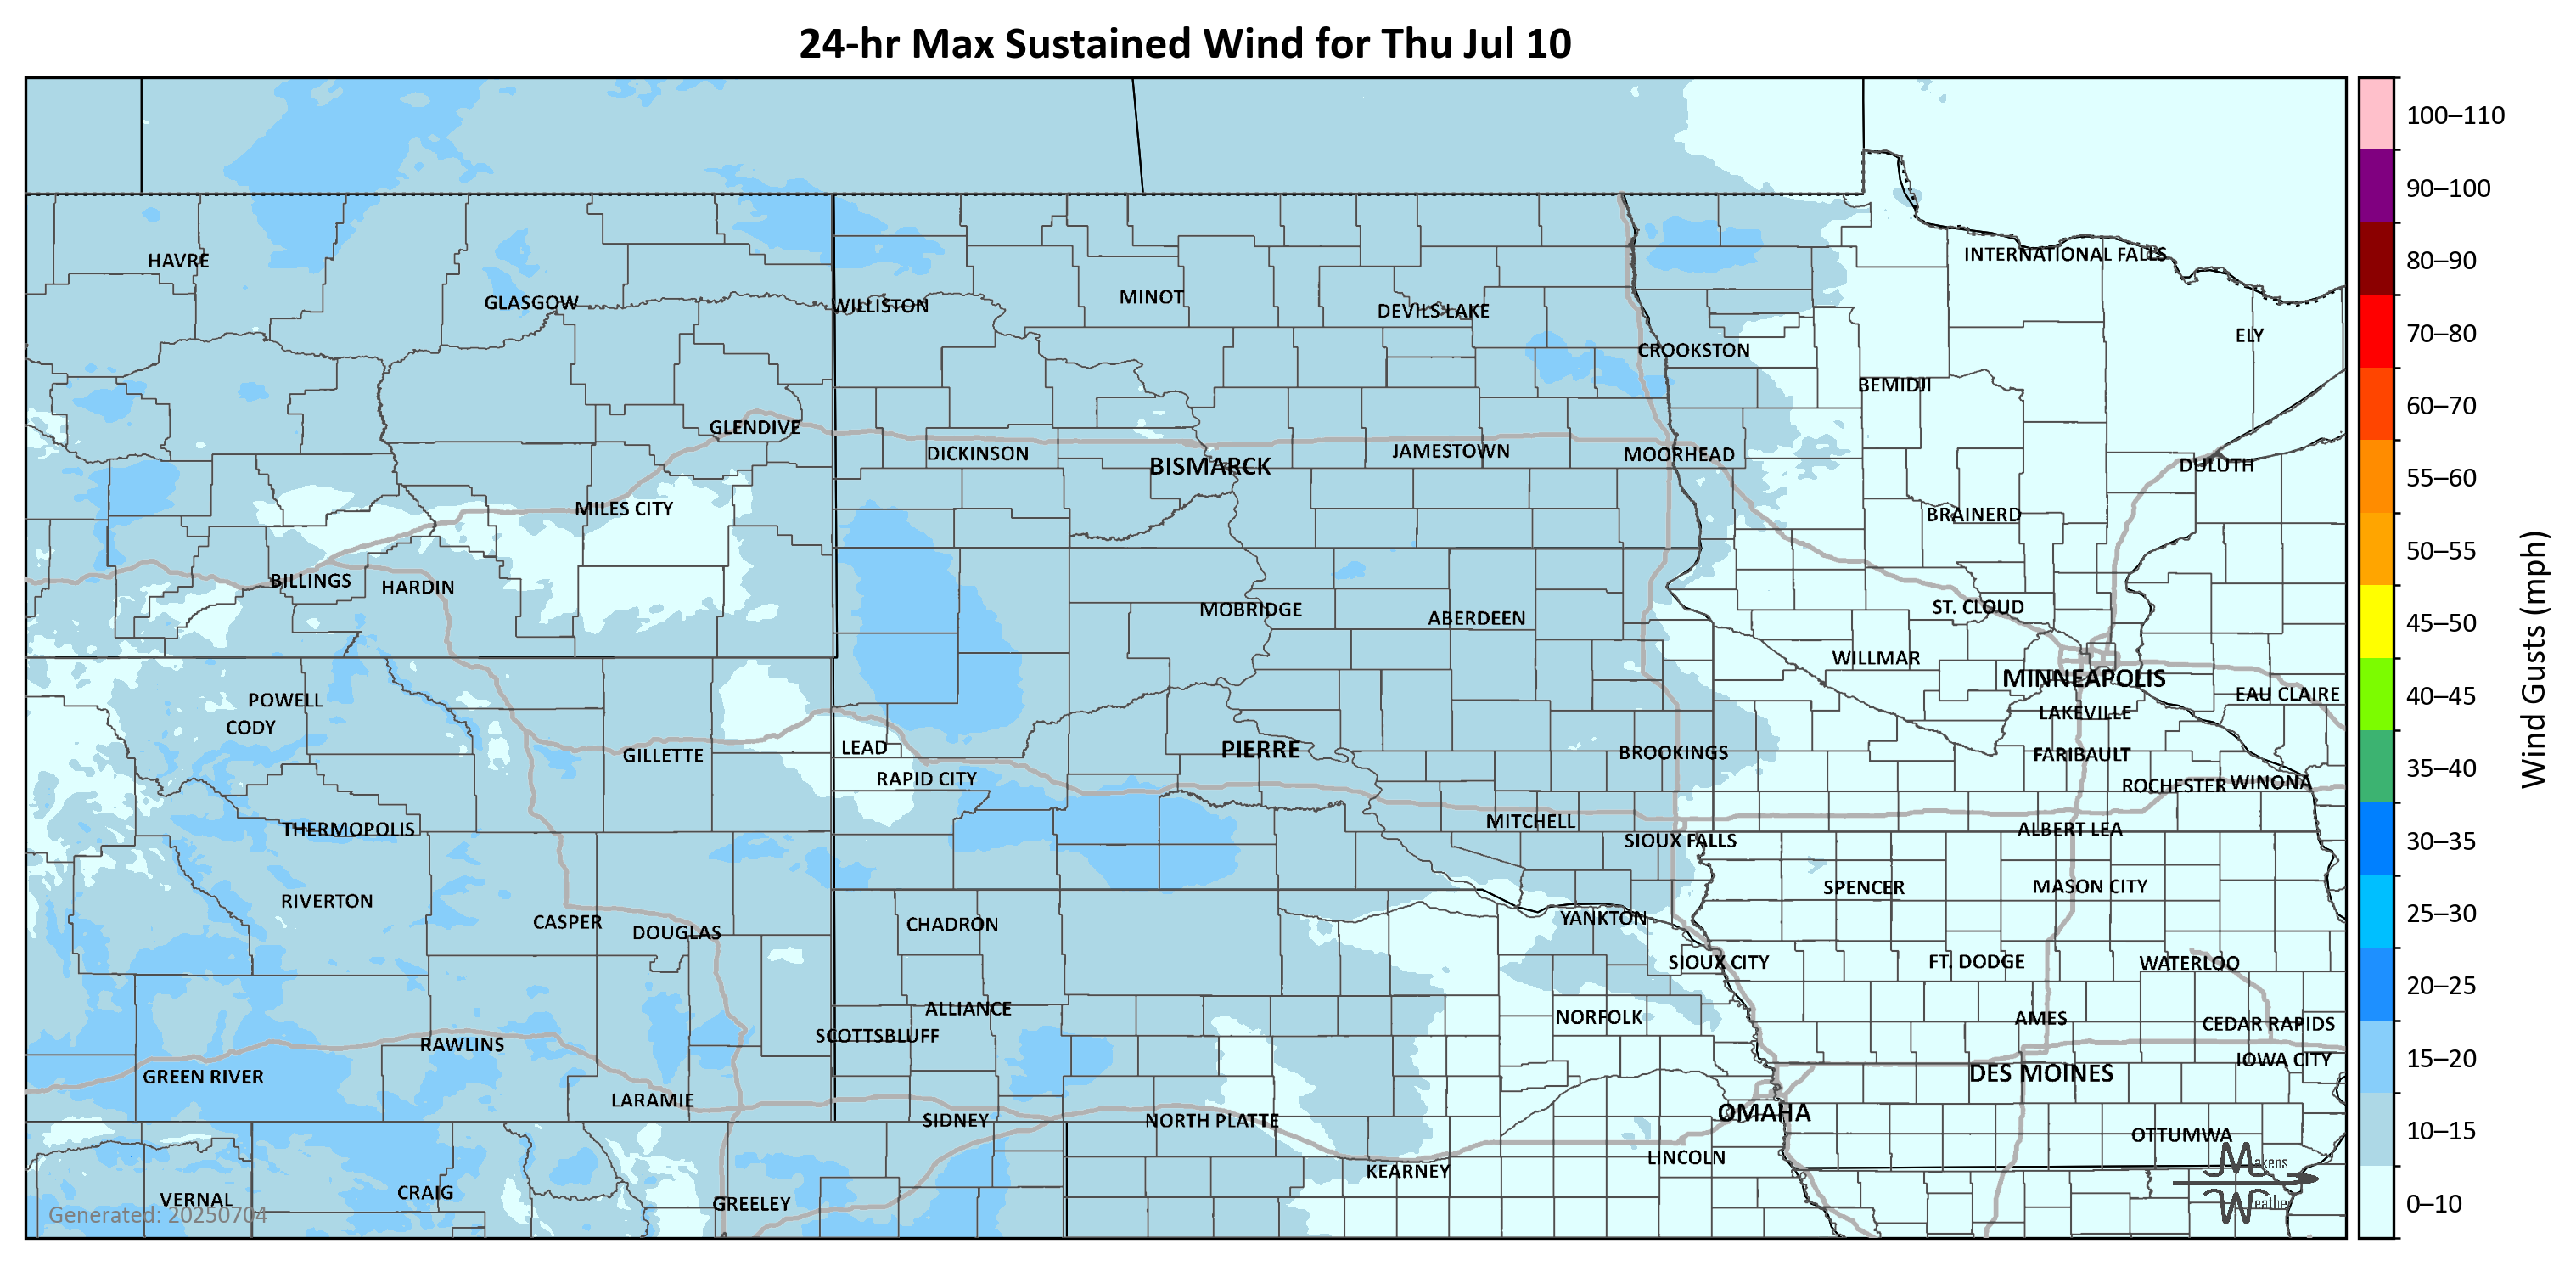 24-hr Max Sustained Wind for Thu Jul 10
100–110
90–100
80–90
70–80
60–70
55–60
50–55
45–50
40–45
35–40
30–35
25–30
20–25
15–20
10–15
0–10
Wind Gusts (mph)
HAVRE
GLASGOW
WILLISTON
MINOT
DEVILS LAKE
INTERNATIONAL FALLS
ELY
CROOKSTON
BEMIDJI
GLENDIVE
DICKINSON
BISMARCK
JAMESTOWN
MOORHEAD
DULUTH
MILES CITY
BRAINERD
BILLINGS
HARDIN
MOBRIDGE
ABERDEEN
ST. CLOUD
WILLMAR
MINNEAPOLIS
EAU CLAIRE
POWELL
CODY
LAKEVILLE
GILLETTE
LEAD
PIERRE
BROOKINGS
FARIBAULT
RAPID CITY
ROCHESTER
WINONA
THERMOPOLIS
MITCHELL
SIOUX FALLS
ALBERT LEA
RIVERTON
SPENCER
MASON CITY
CASPER
DOUGLAS
CHADRON
YANKTON
SIOUX CITY
FT. DODGE
WATERLOO
ALLIANCE
NORFOLK
AMES
CEDAR RAPIDS
SCOTTSBLUFF
RAWLINS
IOWA CITY
GREEN RIVER
DES MOINES
LARAMIE
SIDNEY
NORTH PLATTE
OMAHA
OTTUMWA
LINCOLN
KEARNEY
VERNAL
CRAIG
GREELEY
Generated: 20250704
Makens
Weather